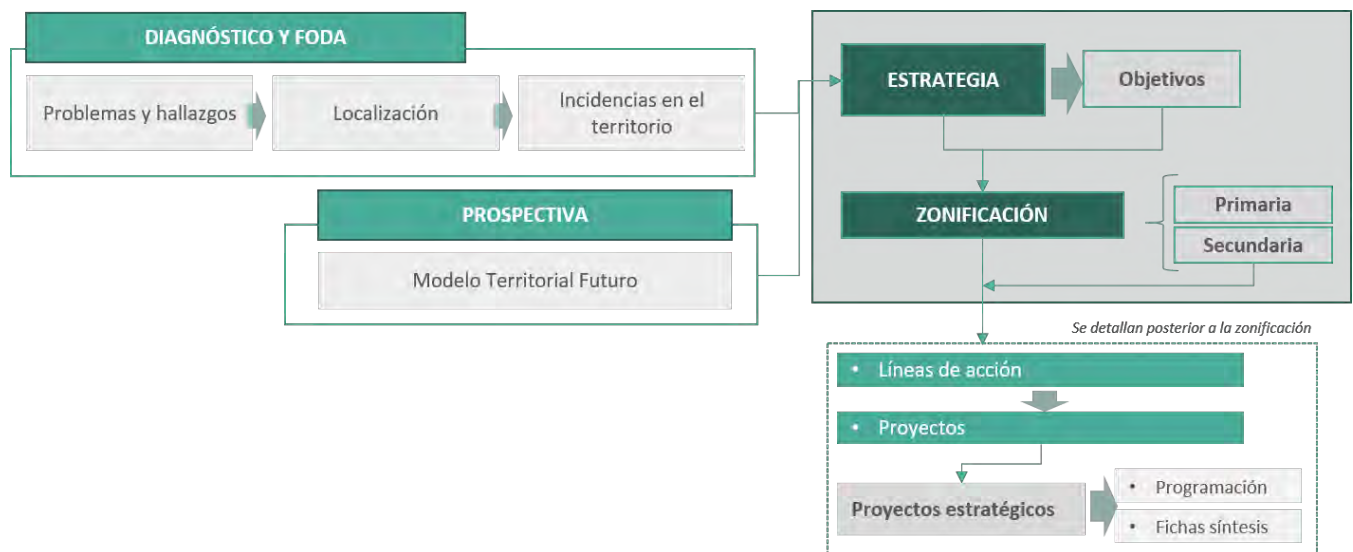 DIAGNÓSTICO Y FODA
Problemas y hallazgos
Localización
Incidencias en el
territorio
PROSPECTIVA
Modelo Territorial Futuro
ESTRATEGIA
Objetivos
ZONIFICACIÓN
Primaria
Secundaria
Se detallan posterior a la zonificación
• Líneas de acción
• Proyectos
Proyectos estratégicos
• Programación
• Fichas síntesis